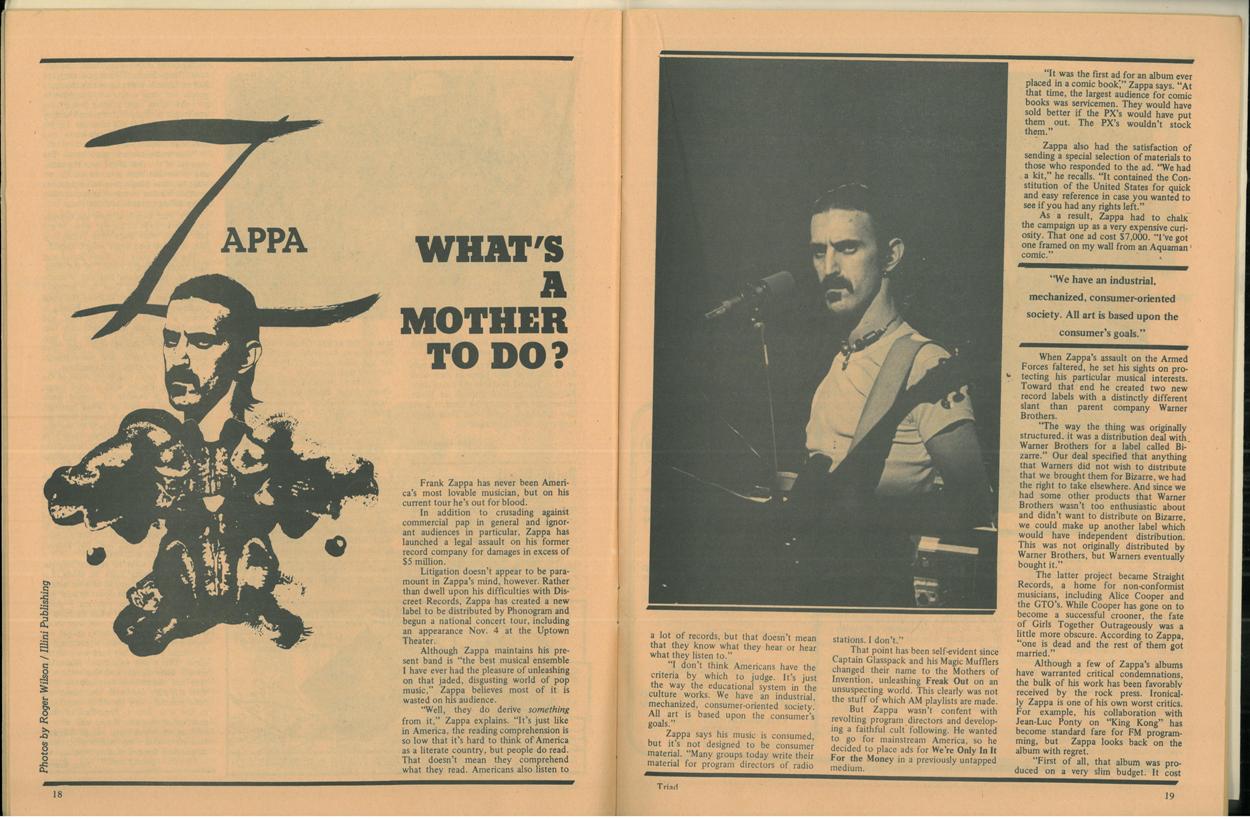 ZAPPA
WHAT'S
A
MOTHER
TO DO?
Photos by Roger Wilson / Illini Publishing
Frank Zappa has never been Ameri-
ca's most lovable musician, but on his
current tour he's out for blood.
In addition to crusading against
commercial pap in general and ignor-
ant audiences in particular, Zappa has
launched a legal assault on his former
record company for damages in excess of
$5 million.
Litigation doesn't appear to be para-
mount in Zappa's mind, however. Rather
than dwell upon his difficulties with Dis-
creet Records, Zappa has created a new
label to be distributed by Phonogram and
begun a national concert tour, including
an appearance Nov. 4 at the Uptown
Theater.
Although Zappa maintains his pre-
sent band is "the best musical ensemble
I have ever had the pleasure of unleashing
on that jaded, disgusting world of pop
music," Zappa believes most of it is
wasted on his audience.
"Well, they do derive something
from it," Zappa explains. "It's just like
in America, the reading comprehension is
so low that it's hard to think of America
as a literate country, but people do read.
That doesn't mean they comprehend
what they read. Americans also listen to
18
a lot of records, but that doesn't mean
that they know what they hear or hear
what they listen to."
"I don't think Americans have the
criteria by which to judge. It's just
the way the educational system in the
culture works. We have an industrial,
mechanized, consumer-oriented society.
All art is based upon the consumer's
goals."
Zappa says his music is consumed,
but it's not designed to be consumer
material. "Many groups today write their
material for program directors of radio
stations. I don't."
That point has been self-evident since
Captain Glasspack and his Magic Mufflers
changed their name to the Mothers of
Invention, unleashing Freak Out on an
unsuspecting world. This clearly was not
the stuff of which AM playlists are made.
But Zappa wasn't content with
revolting program directors and develop-
ing a faithful cult following. He wanted
to go for mainstream America, so he
decided to place ads for We're Only In It
For the Money in a previously untapped
medium.
"It was the first ad for an album ever
placed in a comic book," Zappa says. "At
that time, the largest audience for comic
books was servicemen. They would have
sold better if the PX's would have put
them out. The PX's wouldn't stock
them."
Zappa also had the satisfaction of
sending a special selection of materials to
those who responded to the ad. "We had
a kit," he recalls. "It contained the Con-
stitution of the United States for quick
and easy reference in case you wanted to
see if you had any rights left."
As a result, Zappa had to chalk
the campaign up as a very expensive curi-
osity. That one ad cost $7,000. "I've got
one framed on my wall from an Aquaman
comic."
"We have an industrial,
mechanized, consumer-oriented
society. All art is based upon the
consumer's goals."
When Zappa's assault on the Armed
Forces faltered, he set his sights on pro-
tecting his particular musical interests.
Toward that end he created two new
record labels with a distinctly different
slant than parent company Warner
Brothers.
"The way the thing was originally
structured, it was a distribution deal with
Warner Brothers for a label called Bi-
zarre." Our deal specified that anything
that Warners did not wish to distribute
that we brought them for Bizarre, we had
the right to take elsewhere. And since we
had some other products that Warner
Brothers wasn't too enthusiastic about
and didn't want to distribute on Bizarre,
we could make up another label which
would have independent distribution.
This was not originally distributed by
Warner Brothers, but Warners eventually
bought it."
The latter project became Straight
Records, a home for non-conformist
musicians, including Alice Cooper and
the GTO's. While Cooper has gone on to
become a successful crooner, the fate
of Girls Together Outrageously was a
little more obscure. According to Zappa,
"one is dead and the rest of them got
married."
Although a few of Zappa's albums
have warranted critical condemnations,
the bulk of his work has been favorably
received by the rock press. Ironical-
ly Zappa is one of his own worst critics.
For example, his collaboration with
Jean-Luc Ponty on "King Kong" has
become standard fare for FM program-
ming, but Zappa looks back on the
album with regret.
"First of all, that album was pro-
duced on a very slim budget. It cost
Triad
19